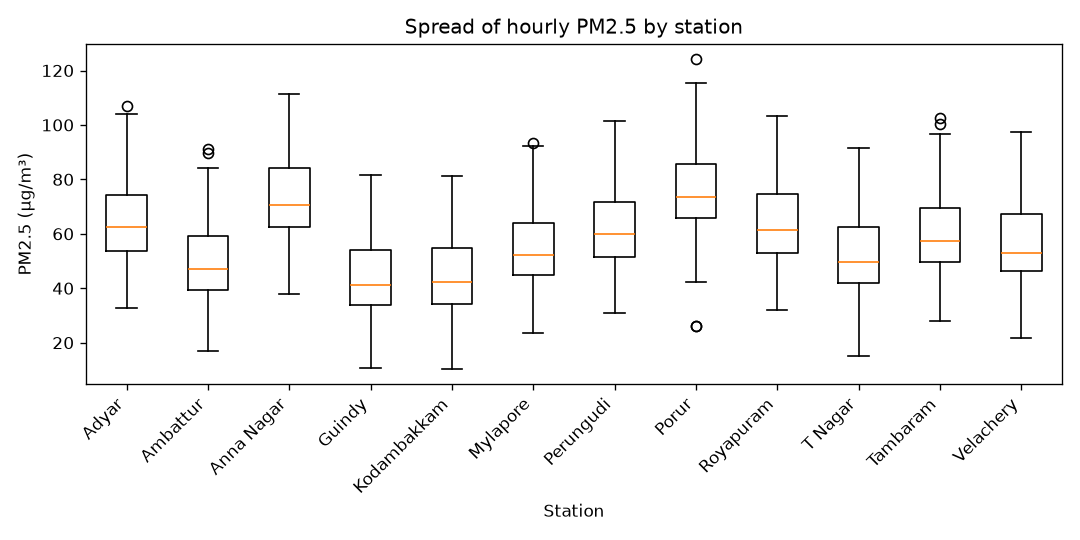 Spread of hourly PM2.5 by station
PM2.5 (µg/m³)
120
100
80
60
40
20
Adyar
Ambattur
Anna Nagar
Guindy
Kodambakkam
Mylapore
Perungudi
Porur
Royapuram
T Nagar
Tambaram
Velachery
Station